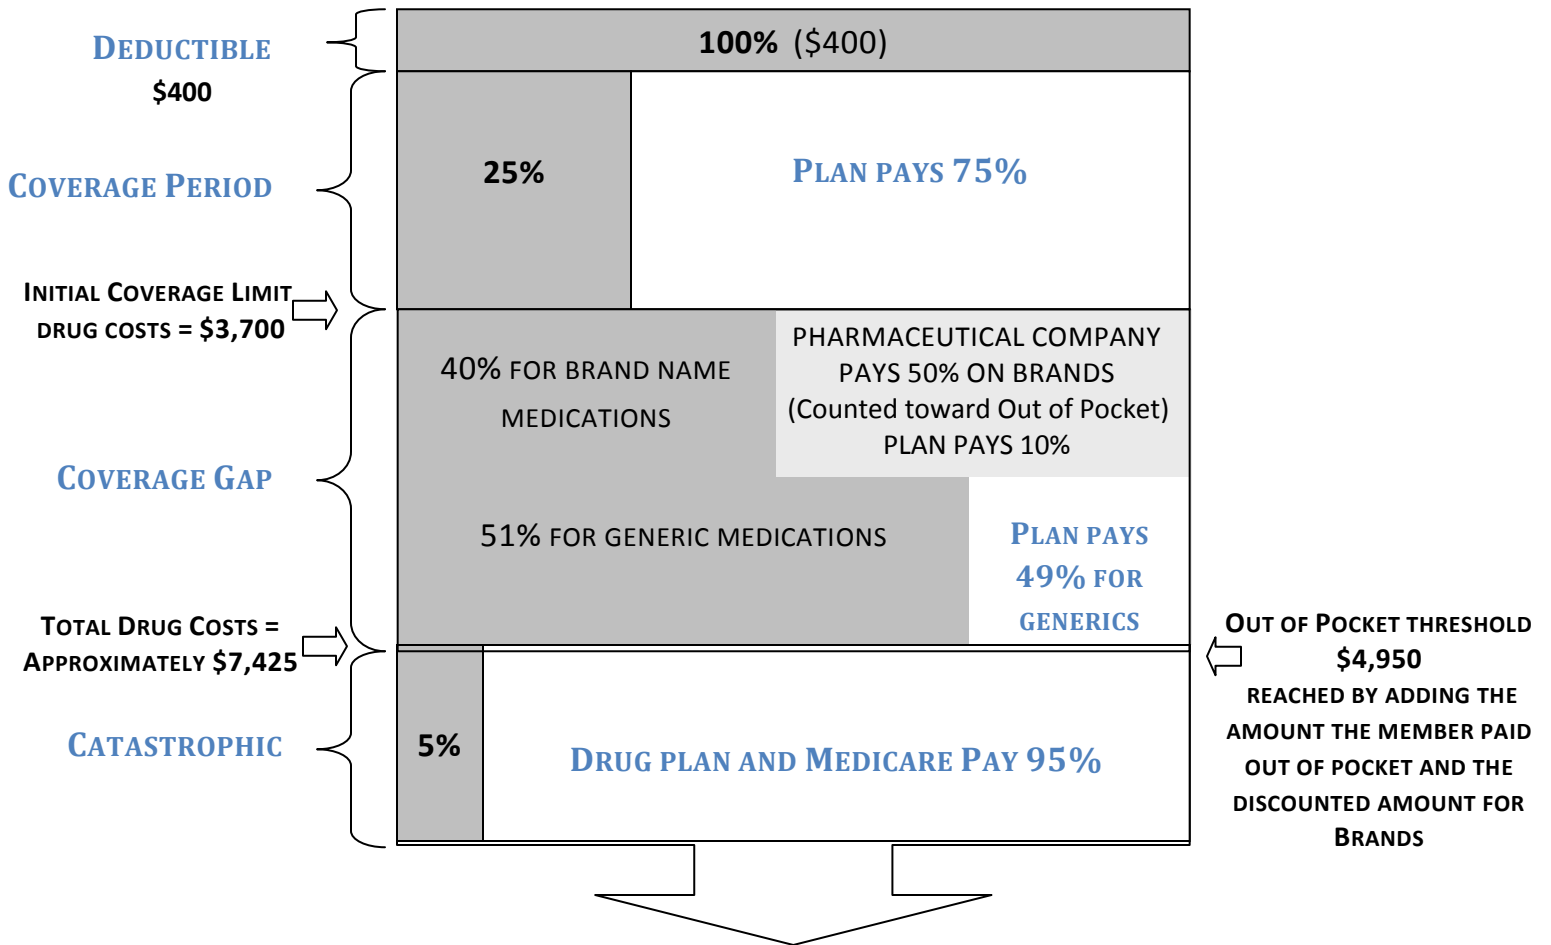 DEDUCTIBLE
$400
100% ($400)
COVERAGE PERIOD
25%
PLAN PAYS 75%
INITIAL COVERAGE LIMIT
DRUG COSTS = $3,700
COVERAGE GAP
40% FOR BRAND NAME
MEDICATIONS
PHARMACEUTICAL COMPANY
PAYS 50% ON BRANDS
(Counted toward Out of Pocket)
PLAN PAYS 10%
51% FOR GENERIC MEDICATIONS
PLAN PAYS
49% FOR
GENERICS
TOTAL DRUG COSTS =
APPROXIMATELY $7,425
OUT OF POCKET THRESHOLD
$4,950
REACHED BY ADDING THE
AMOUNT THE MEMBER PAID
OUT OF POCKET AND THE
DISCOUNTED AMOUNT FOR
BRANDS
CATASTROPHIC
5%
DRUG PLAN AND MEDICARE PAY 95%